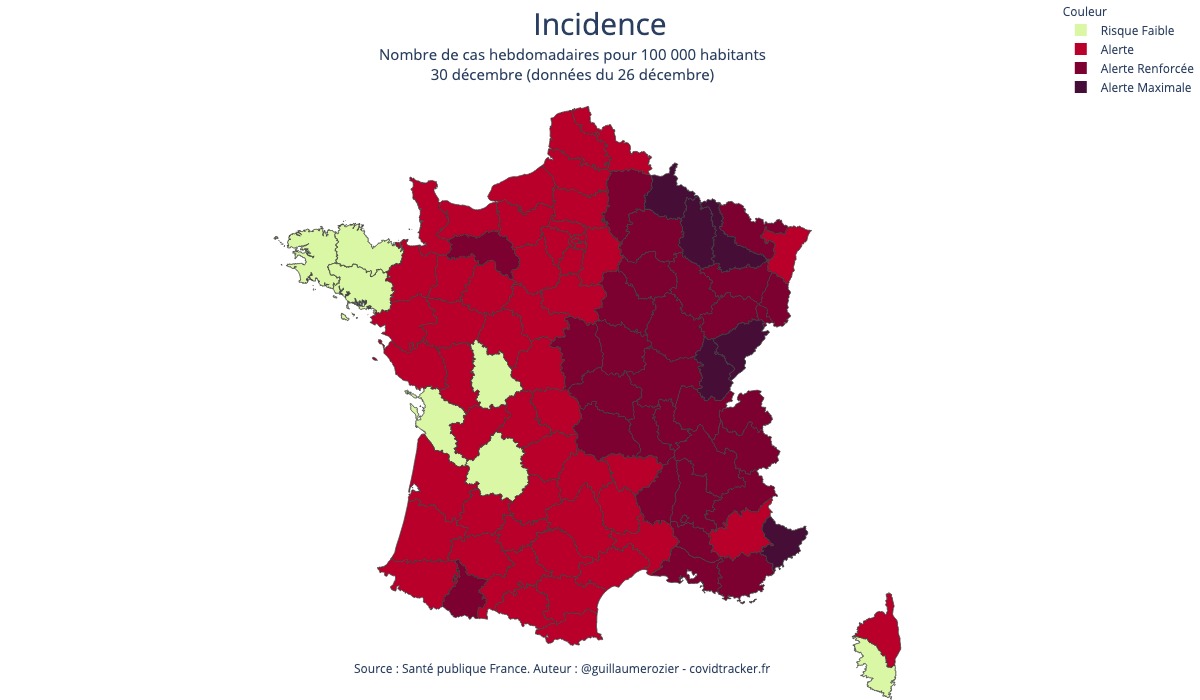 Incidence
Nombre de cas hebdomadaires pour 100 000 habitants
30 décembre (données du 26 décembre)
Couleur
Risque Faible
Alerte
Alerte Renforcée
Alerte Maximale
Source : Santé publique France. Auteur : @guillaumerozier - covidtracker.fr